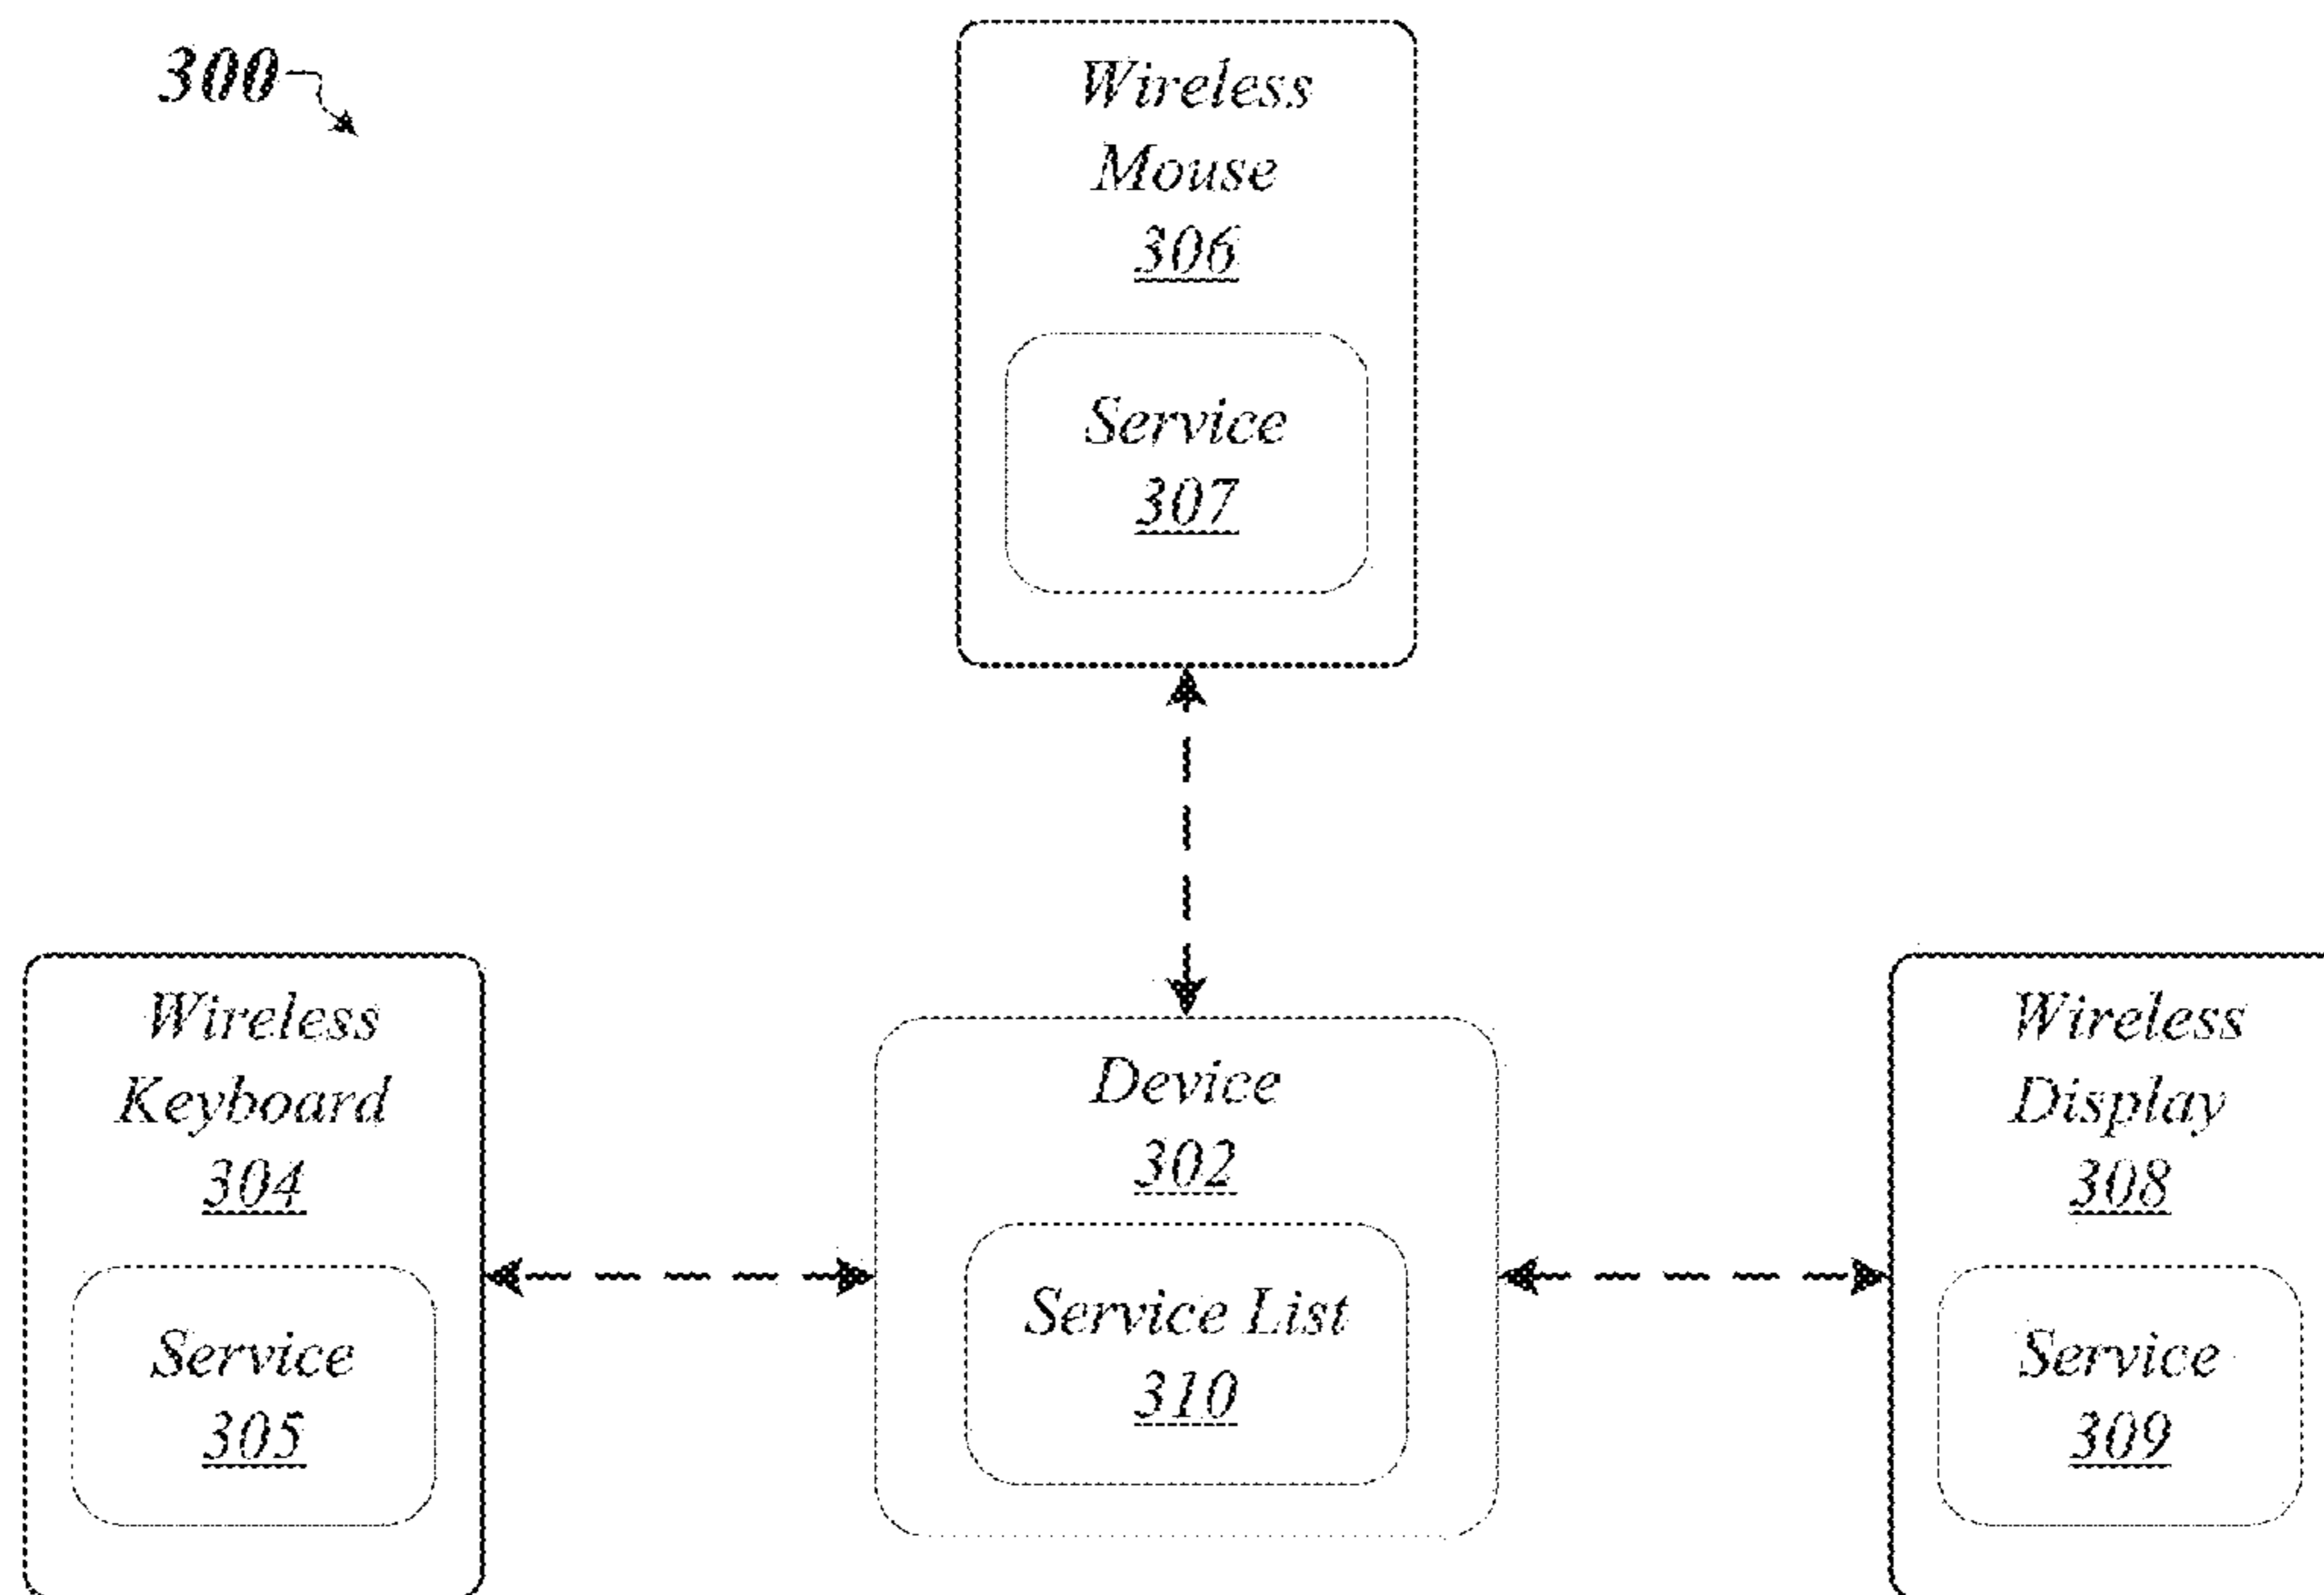 300
Wireless
Mouse
306
Service
307
Wireless
Keyboard
304
Service
305
Device
302
Service List
310
Wireless
Display
308
Service
309